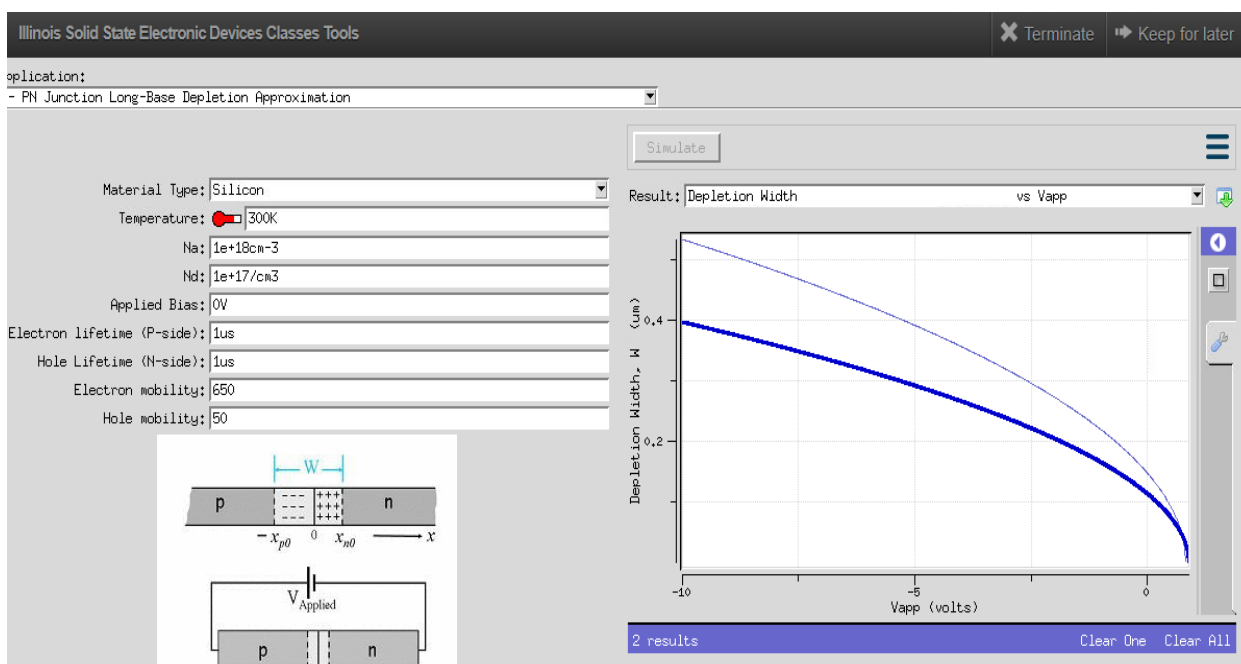 Illinois Solid State Electronic Devices Classes Tools
Terminate
Keep for later
pplication:
- PN Junction Long-Base Depletion Approximation
Simulate
Material Type: Silicon
Temperature: 300K
Na: 1e+18cm-3
Nd: 1e+17/cm3
Applied Bias: 0V
Electron lifetime (P-side): 1us
Hole Lifetime (N-side): 1us
Electron mobility: 650
Hole mobility: 50
W
p
n
− xp0 0 xn0 x
VApplied
p
n
Result: Depletion Width vs Vapp
Depletion Width, W (um)
0.4
0.2
-10
-5
0
Vapp (volts)
2 results
Clear One Clear All